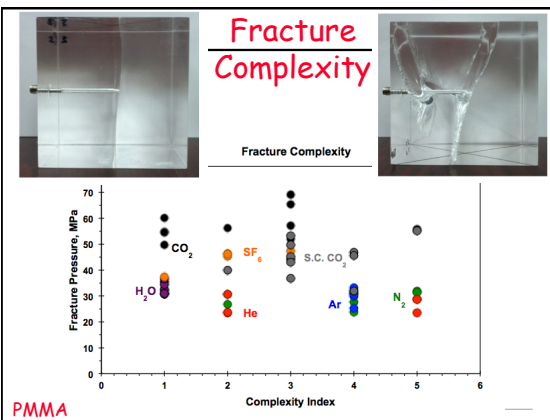 Fracture
Complexity
Fracture Complexity
Fracture Pressure, MPa
70
60
50
40
30
20
10
0
CO2
SF6
S.C. CO2
H2O
He
Ar
N2
0 1 2 3 4 5 6
Complexity Index
PMMA